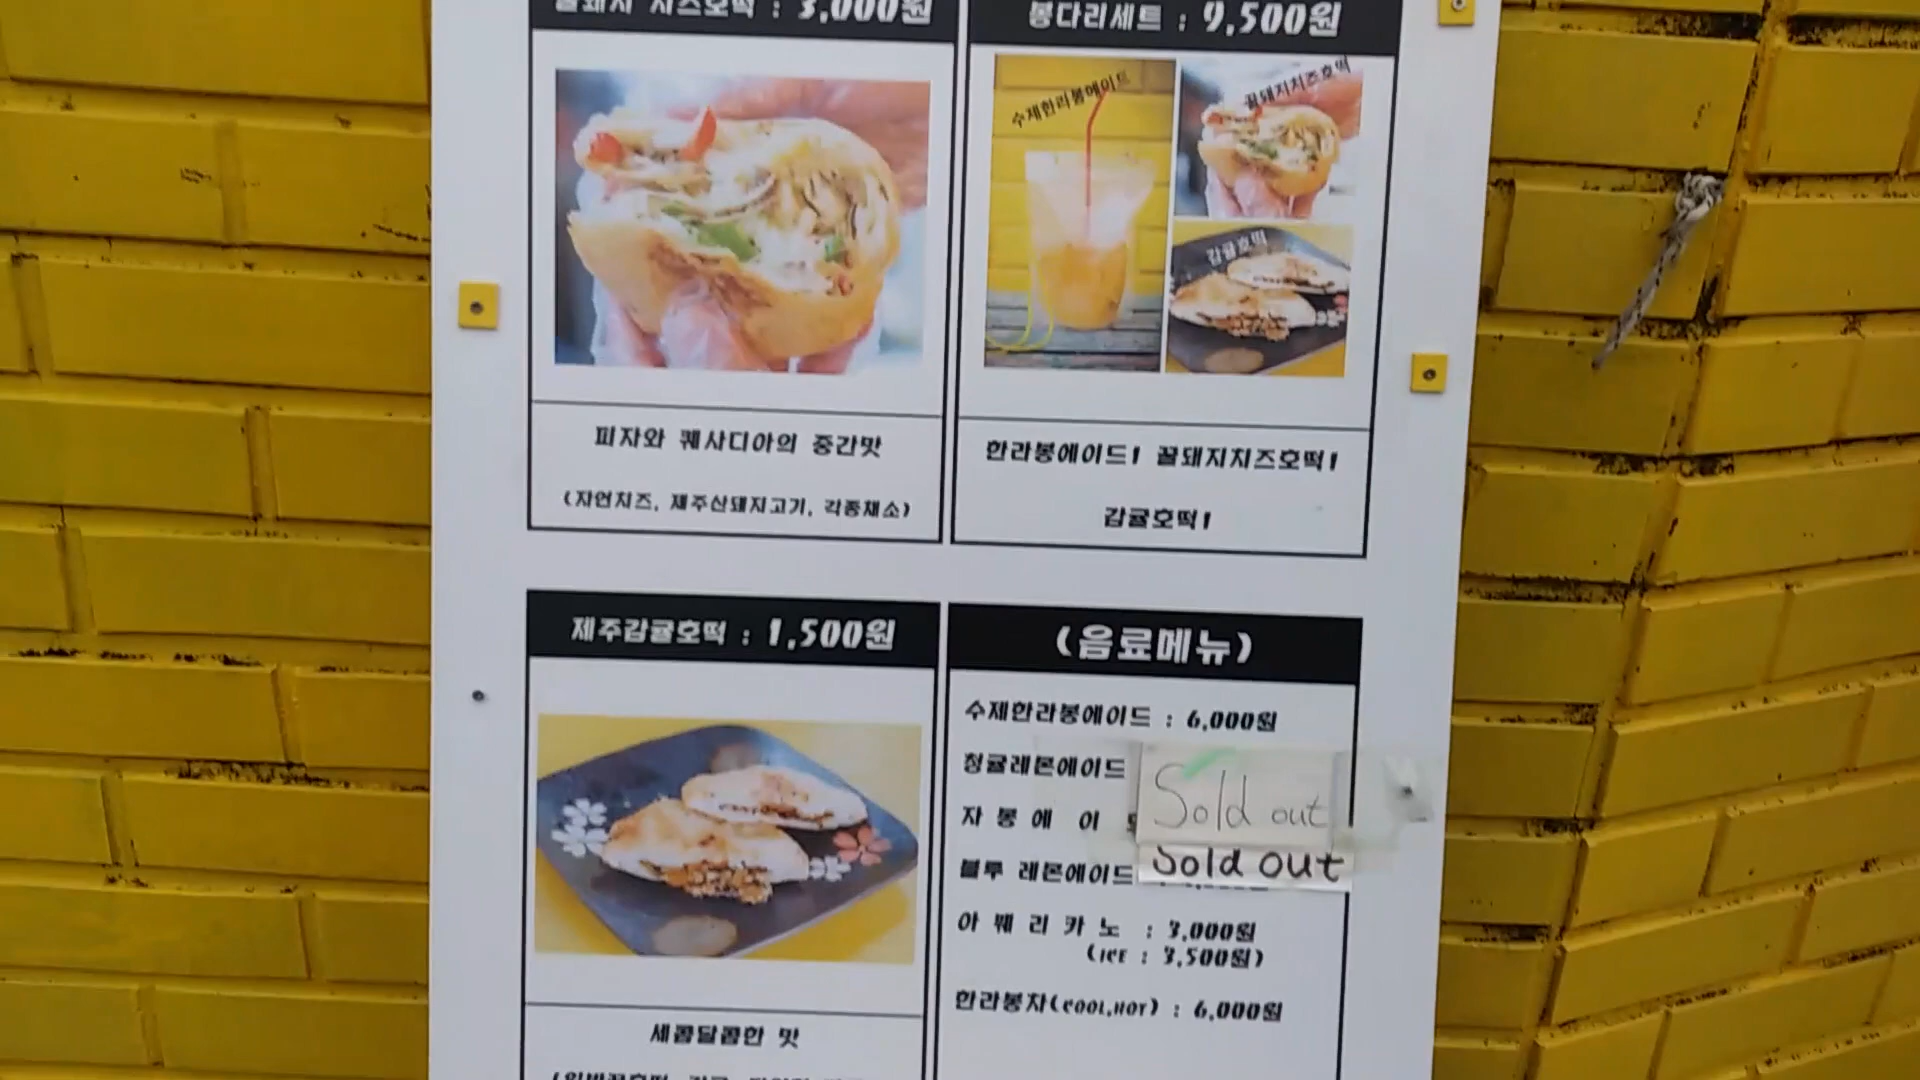 꿀돼지 치즈호떡 : 3,000원
피자와 퀘사디아의 중간맛
(자연치즈, 제주산돼지고기, 각종채소)
봉다리세트 : 9,500원
수제한라봉에이드
꿀돼지치즈호떡
감귤호떡
한라봉에이드! 꿀돼지치즈호떡!
감귤호떡!
제주감귤호떡 : 1,500원
세콤달콤한 맛
(음료메뉴)
수제한라봉에이드 : 6,000원
청귤레몬에이드
Sold out
자 봉 에 이
블루 레몬에이드
Sold out
아 메 리 카 노 : 3,000원
(ICE : 3,500원)
한라봉차(COOL,HOT) : 6,000원